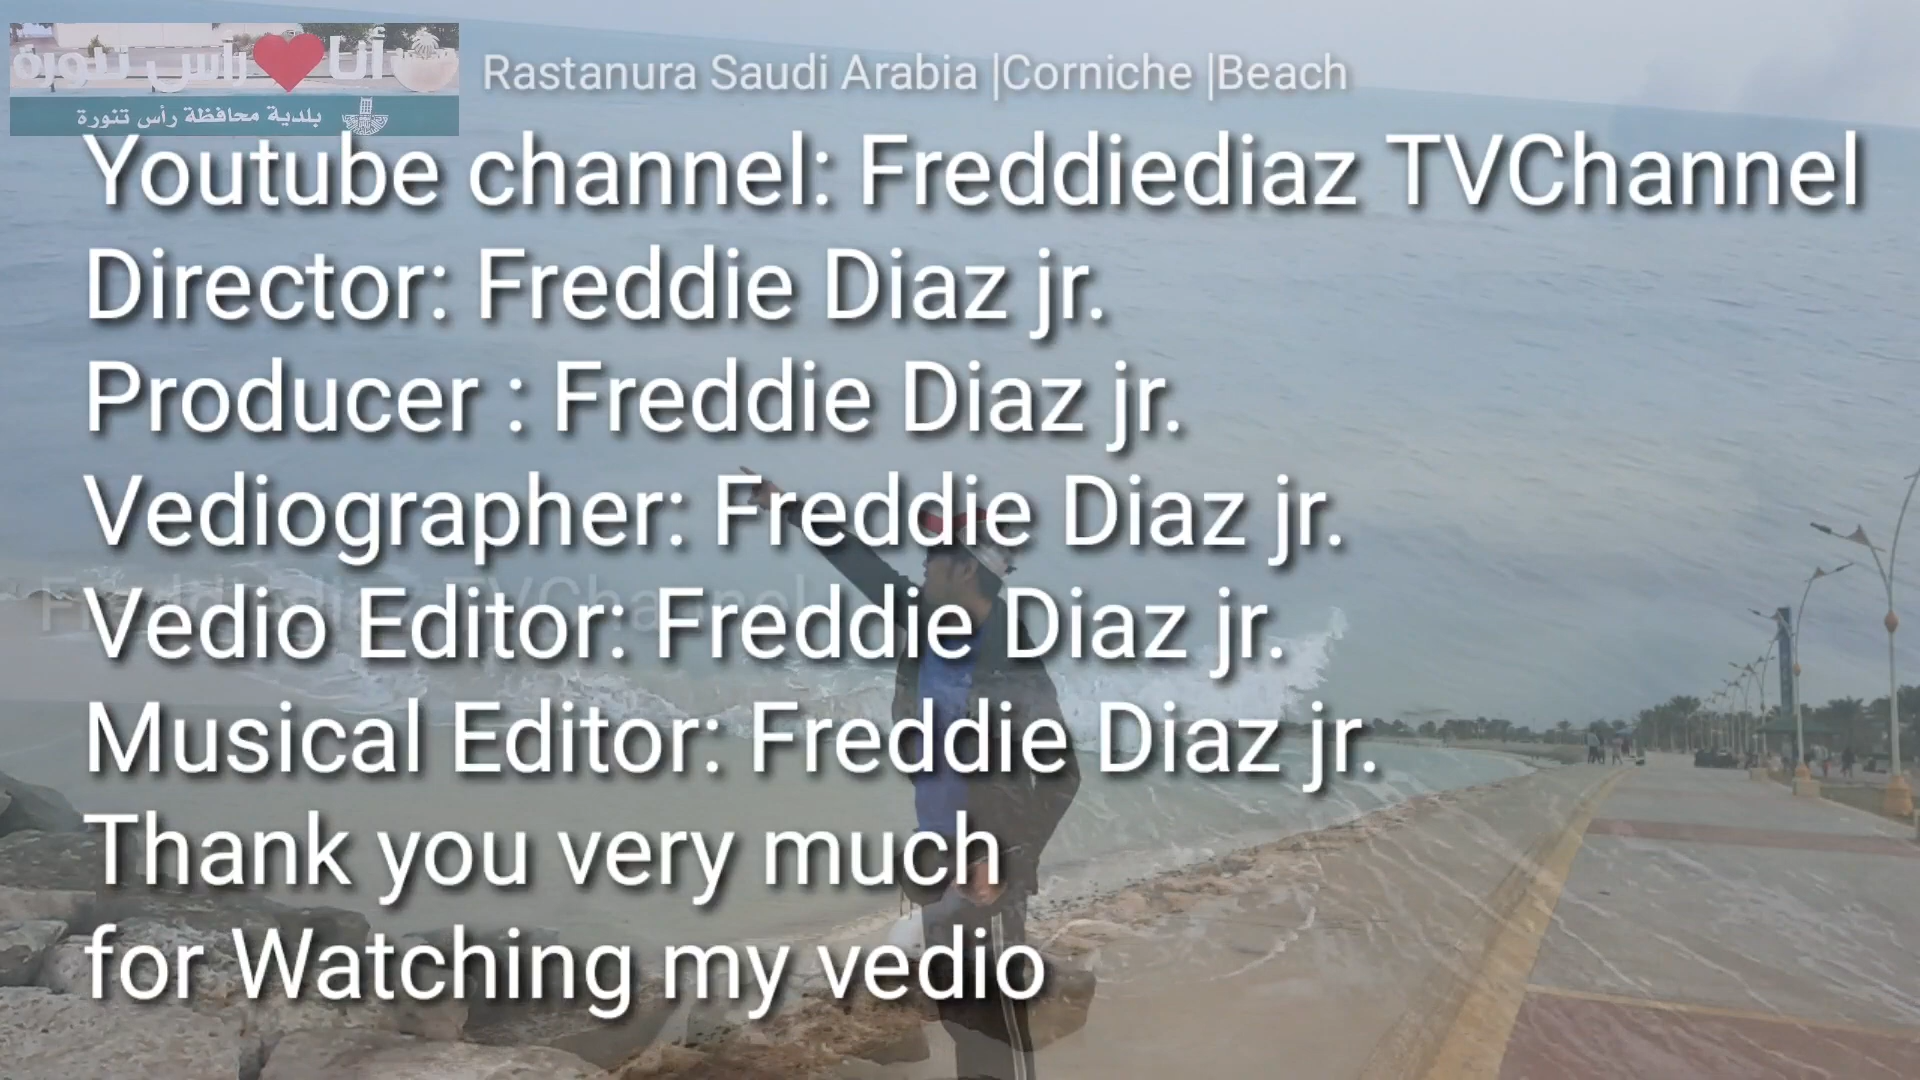 أنا ❤ رأس تنورة
بلدية محافظة رأس تنورة
Rastanura Saudi Arabia |Corniche |Beach
Youtube channel: Freddiediaz TVChannel
Director: Freddie Diaz jr.
Producer : Freddie Diaz jr.
Vediographer: Freddie Diaz jr.
Freddiediaz TVChannel
Vedio Editor: Freddie Diaz jr.
Musical Editor: Freddie Diaz jr.
Thank you very much
for Watching my vedio